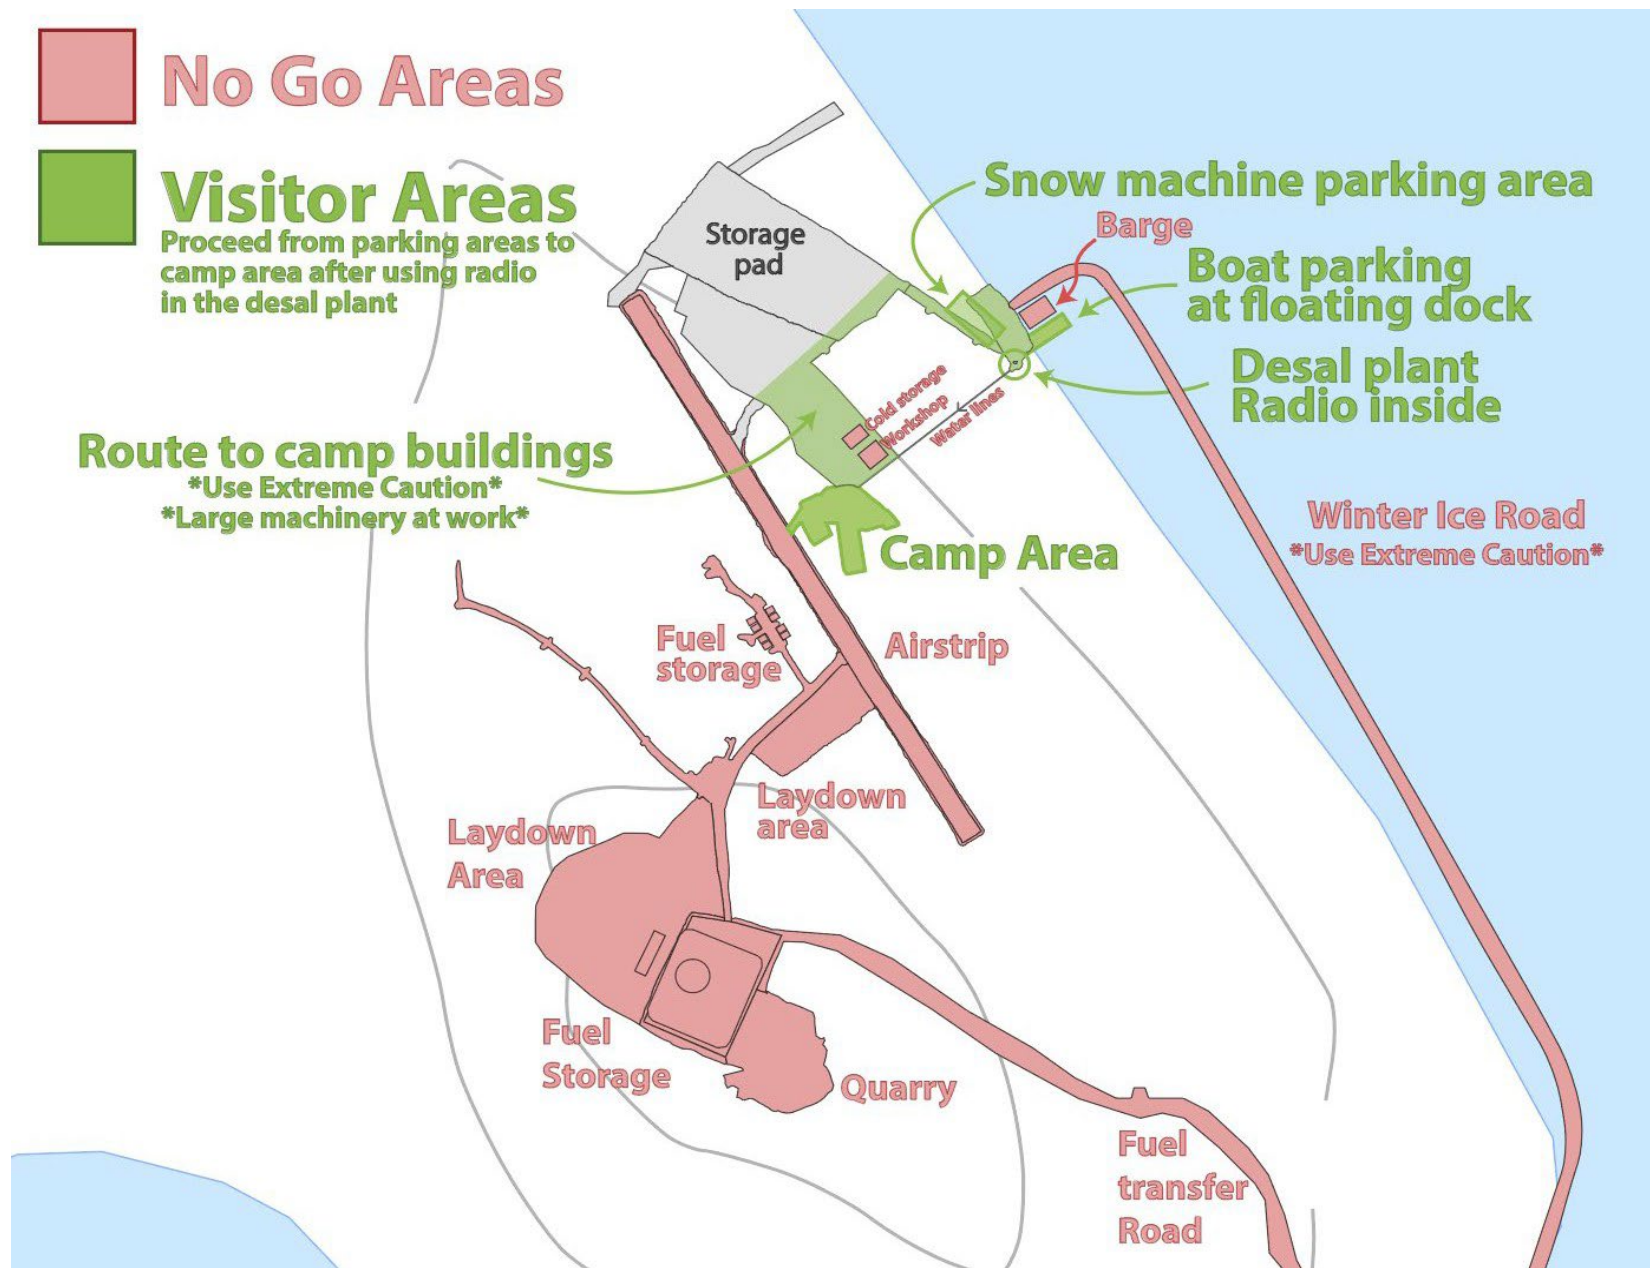 No Go Areas
Visitor Areas
Proceed from parking areas to
camp area after using radio
in the desal plant
Snow machine parking area
Barge
Boat parking
at floating dock
Storage
pad
Desal plant
Radio inside
Cold storage
Workshop
Water lines
Route to camp buildings
*Use Extreme Caution*
*Large machinery at work*
Winter Ice Road
*Use Extreme Caution*
Camp Area
Fuel
storage
Airstrip
Laydown
area
Laydown
Area
Fuel
Storage
Quarry
Fuel
transfer
Road